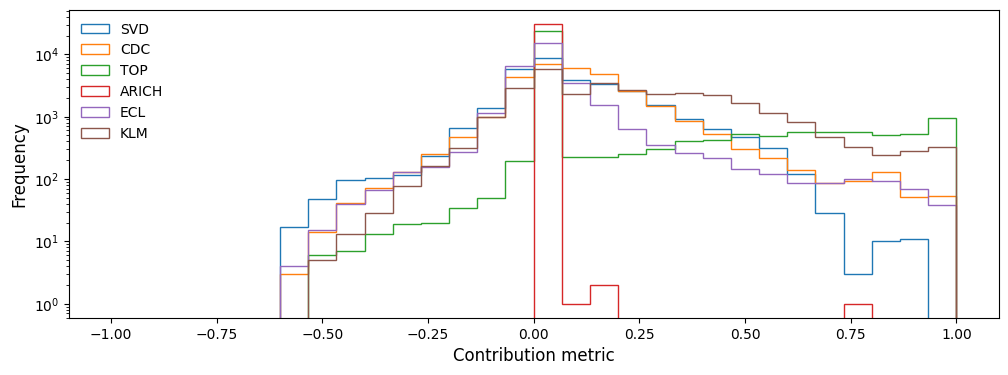 SVD
CDC
TOP
ARICH
ECL
KLM
Frequency
10⁴
10³
10²
10¹
10⁰
−1.00 −0.75 −0.50 −0.25 0.00 0.25 0.50 0.75 1.00
Contribution metric